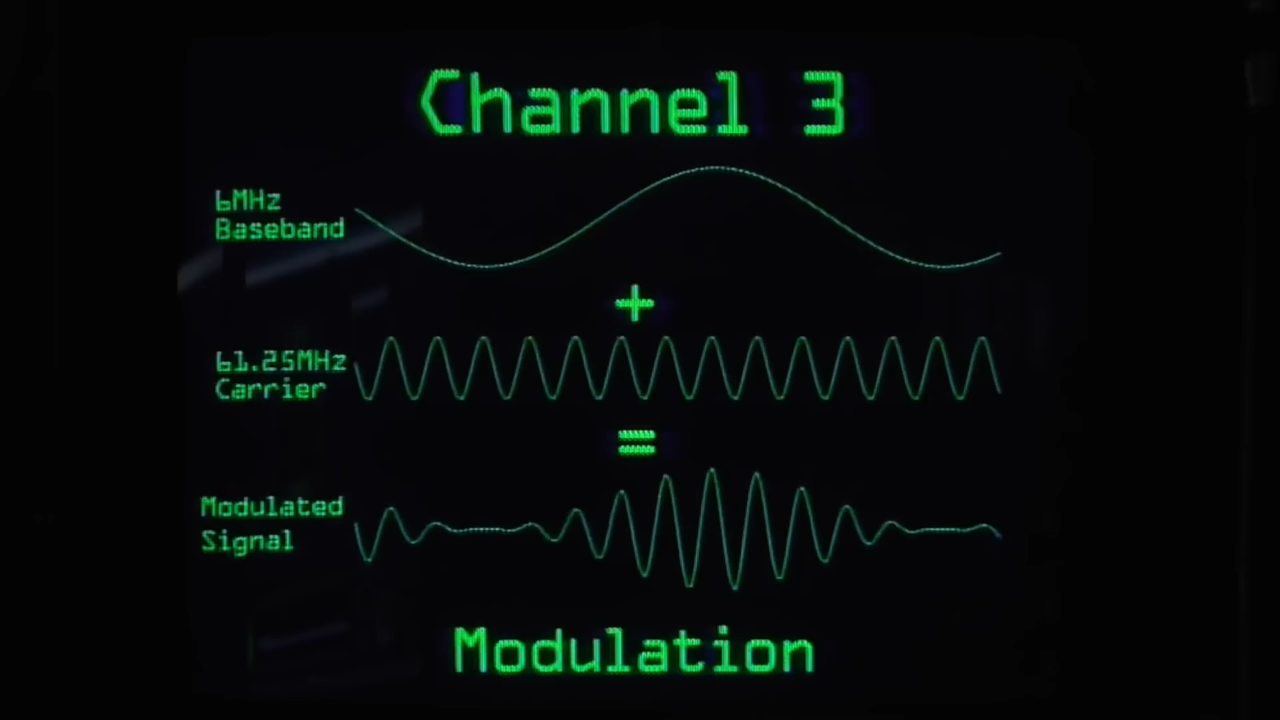 Channel 3
6MHz
Baseband
+
61.25MHz
Carrier
=
Modulated
Signal
Modulation